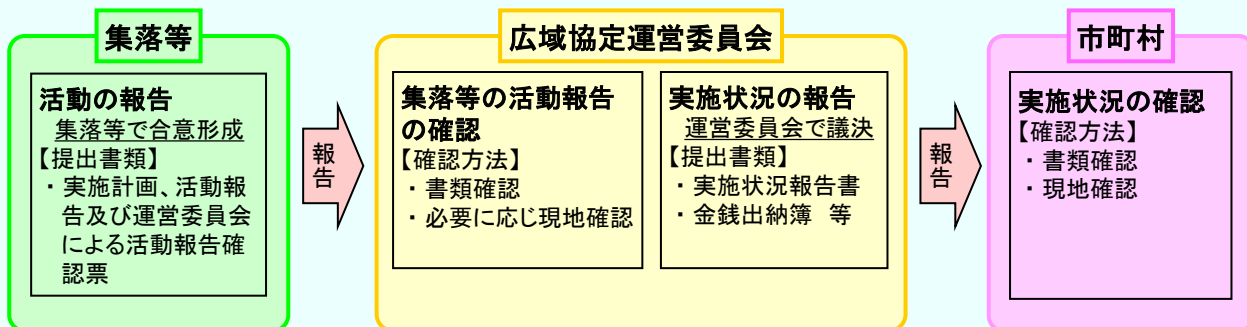 集落等
活動の報告
集落等で合意形成
【提出書類】
・実施計画、活動報
告及び運営委員会
による活動報告確
認票
報告
広域協定運営委員会
集落等の活動報告
の確認
【確認方法】
・書類確認
・必要に応じ現地確認
実施状況の報告
運営委員会で議決
【提出書類】
・実施状況報告書
・金銭出納簿　等
報告
市町村
実施状況の確認
【確認方法】
・書類確認
・現地確認